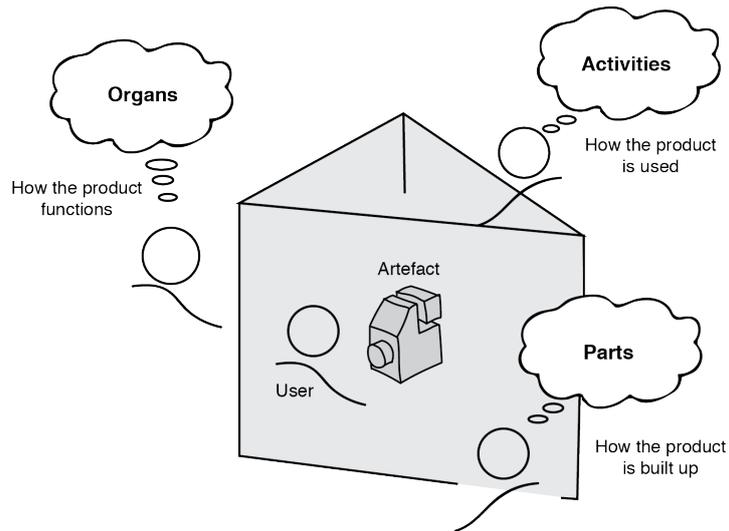 Activities
Organs
How the product
is used
How the product
functions
Artefact
Parts
User
How the product
is built up